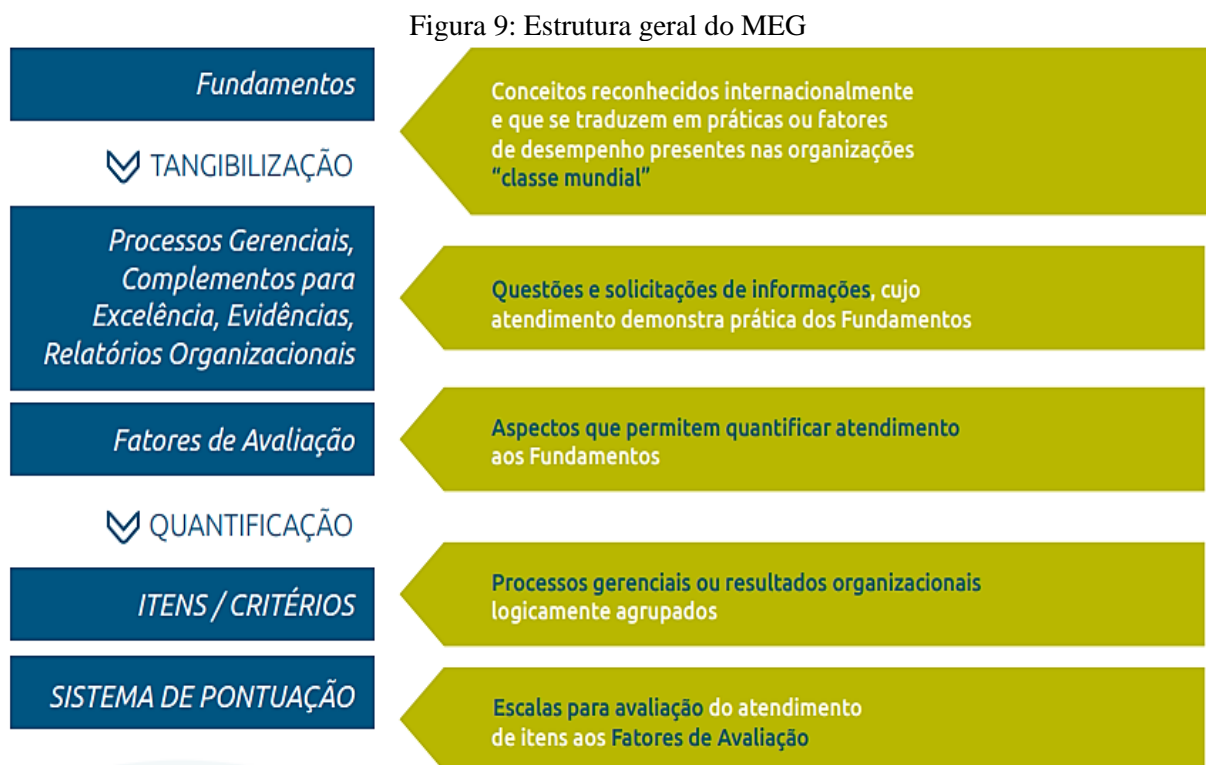 Figura 9: Estrutura geral do MEG
Fundamentos
Conceitos reconhecidos internacionalmente
e que se traduzem em práticas ou fatores
de desempenho presentes nas organizações
“classe mundial”
TANGIBILIZAÇÃO
Processos Gerenciais,
Complementos para
Excelência, Evidências,
Relatórios Organizacionais
Questões e solicitações de informações, cujo
atendimento demonstra prática dos Fundamentos
Fatores de Avaliação
Aspectos que permitem quantificar atendimento
aos Fundamentos
QUANTIFICAÇÃO
ITENS / CRITÉRIOS
Processos gerenciais ou resultados organizacionais
logicamente agrupados
SISTEMA DE PONTUAÇÃO
Escalas para avaliação do atendimento
de itens aos Fatores de Avaliação